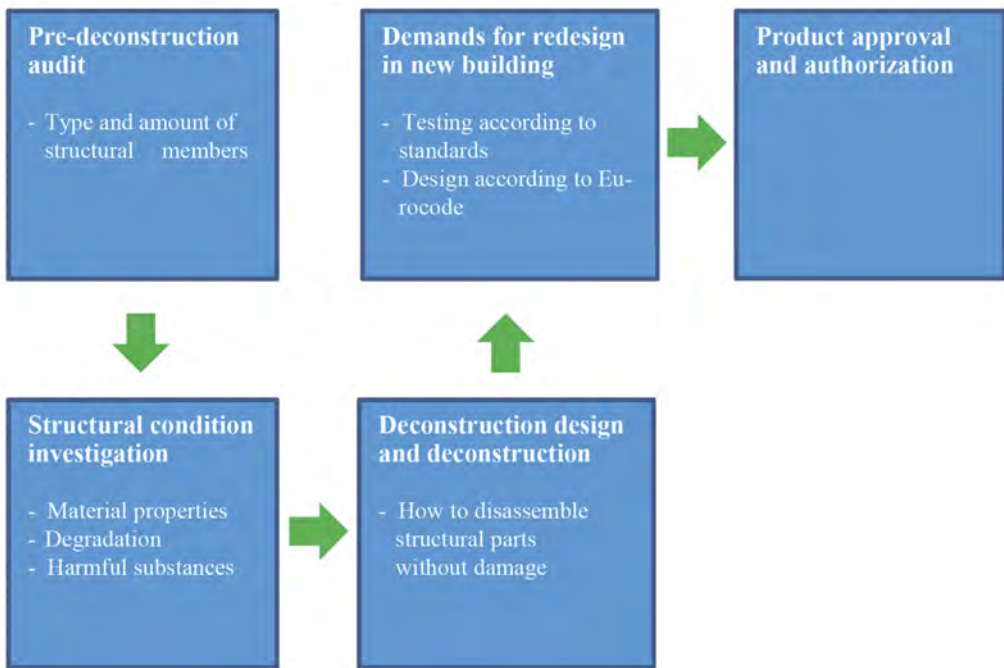 Pre-deconstruction
audit
- Type and amount of
structural members
Demands for redesign
in new building
- Testing according to
standards
- Design according to Eu-
rocode
Product approval
and authorization
Structural condition
investigation
- Material properties
- Degradation
- Harmful substances
Deconstruction design
and deconstruction
- How to disassemble
structural parts
without damage